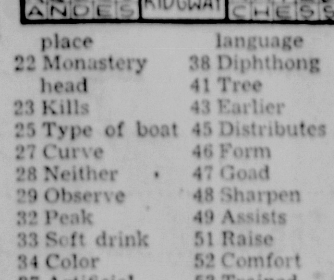 ANDES RIDGWAY CHESS
place
22 Monastery
head
23 Kills
25 Type of boat
27 Curve
28 Neither
29 Observe
32 Peak
33 Soft drink
34 Color
language
38 Diphthong
41 Tree
43 Earlier
45 Distributes
46 Form
47 Goad
48 Sharpen
49 Assists
51 Raise
52 Comfort